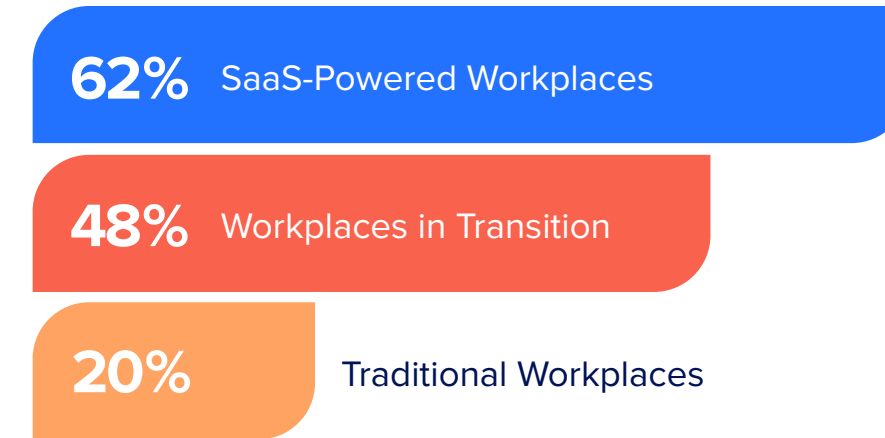 62% SaaS-Powered Workplaces
48% Workplaces in Transition
20% Traditional Workplaces